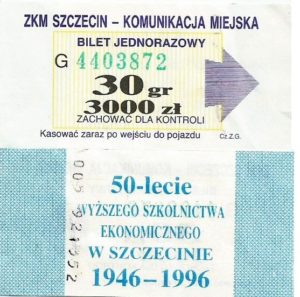 ZKM SZCZECIN – KOMUNIKACJA MIEJSKA
BILET JEDNORAZOWY
G 4403872
30 gr
3000 zł
ZACHOWAĆ DLA KONTROLI
Kasować zaraz po wejściu do pojazdu
Cz.Z.G.
50-lecie
WYŻSZEGO SZKOLNICTWA
EKONOMICZNEGO
W SZCZECINIE
1946–1996